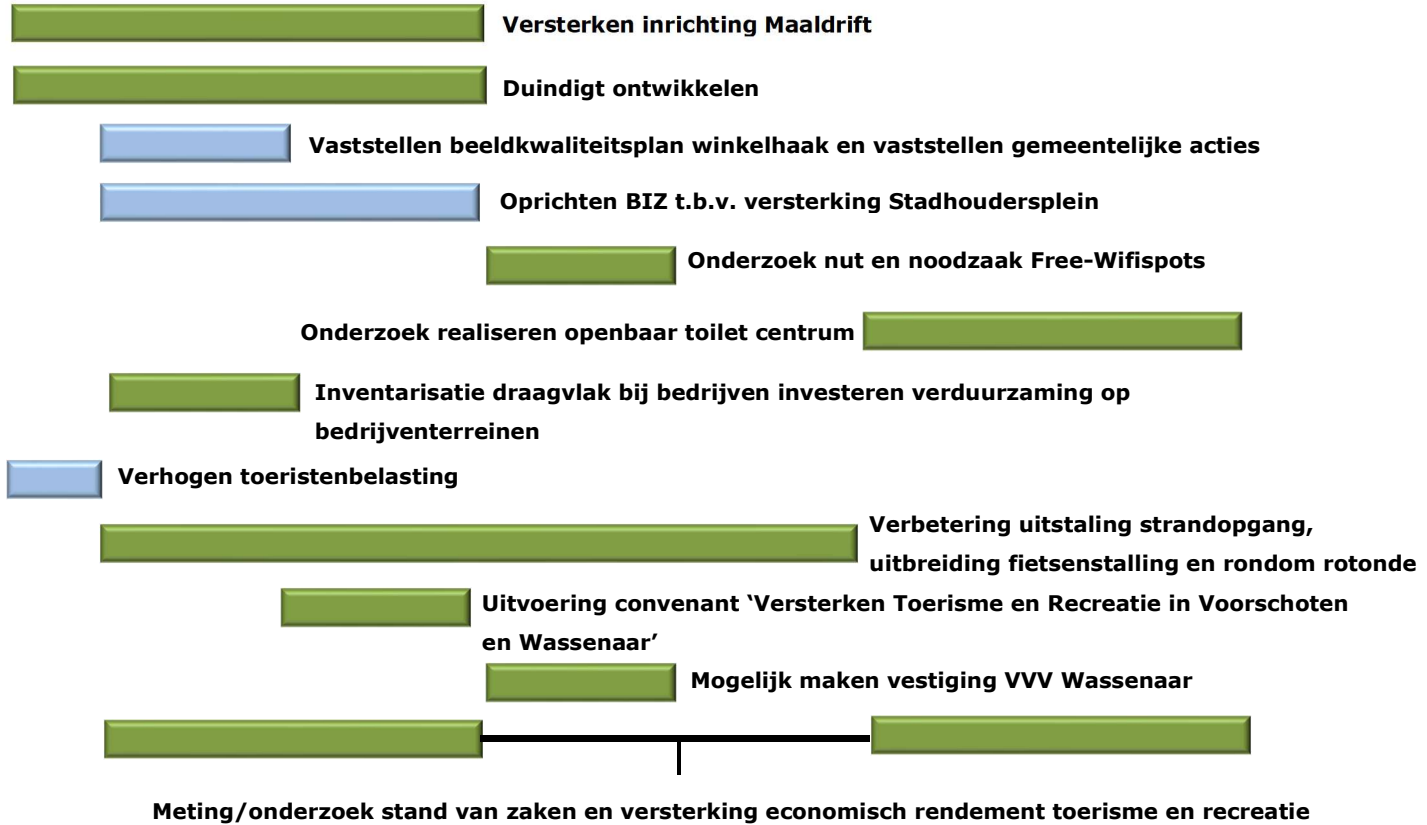 Versterken inrichting Maaldrift
Duindigt ontwikkelen
Vaststellen beeldkwaliteitsplan winkelhaak en vaststellen gemeentelijke acties
Oprichten BIZ t.b.v. versterking Stadhoudersplein
Onderzoek nut en noodzaak Free-Wifispots
Onderzoek realiseren openbaar toilet centrum
Inventarisatie draagvlak bij bedrijven investeren verduurzaming op
bedrijventerreinen
Verhogen toeristenbelasting
Verbetering uitstaling strandopgang,
uitbreiding fietsenstalling en rondom rotonde
Uitvoering convenant ‘Versterken Toerisme en Recreatie in Voorschoten
en Wassenaar’
Mogelijk maken vestiging VVV Wassenaar
Meting/onderzoek stand van zaken en versterking economisch rendement toerisme en recreatie